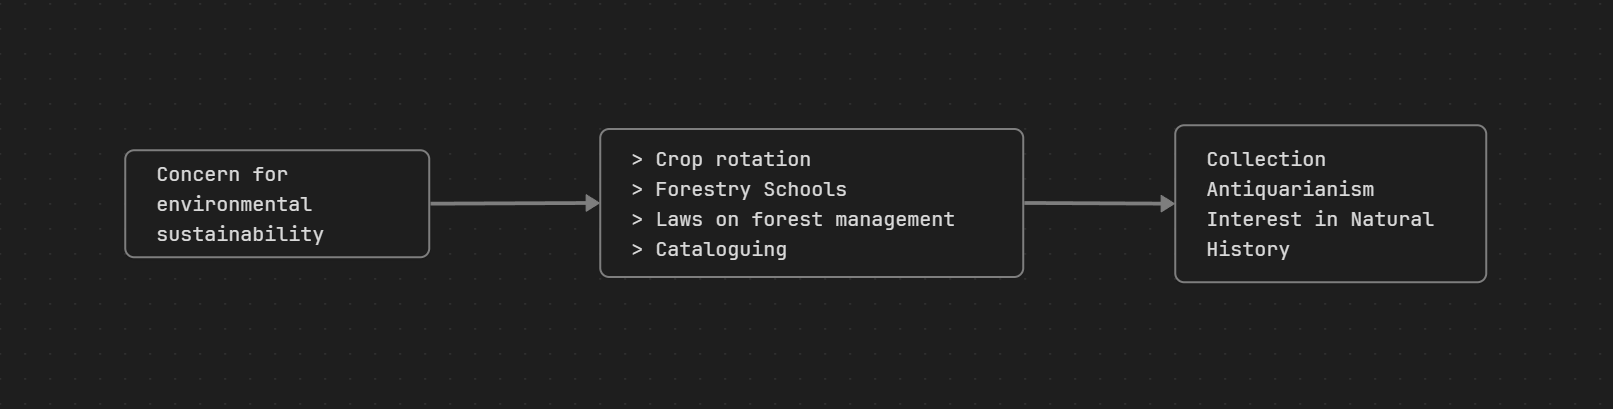 Concern for
environmental
sustainability
> Crop rotation
> Forestry Schools
> Laws on forest management
> Cataloguing
Collection
Antiquarianism
Interest in Natural
History